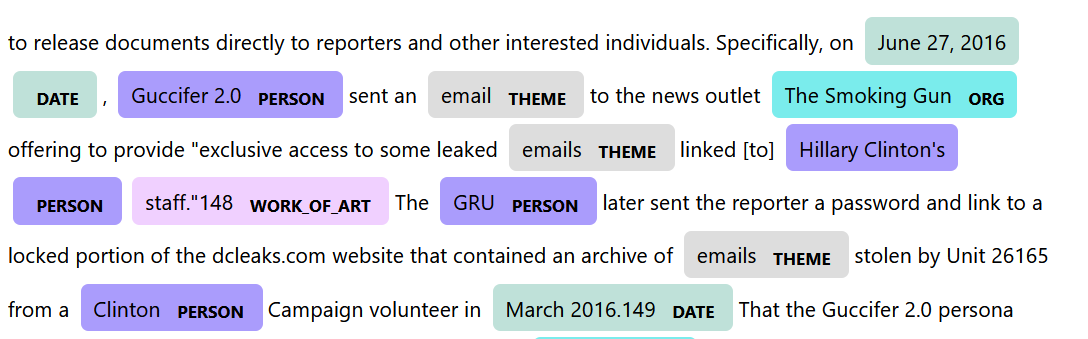 to release documents directly to reporters and other interested individuals. Specifically, on June 27, 2016
DATE , Guccifer 2.0 PERSON sent an email THEME to the news outlet The Smoking Gun ORG
offering to provide "exclusive access to some leaked emails THEME linked [to] Hillary Clinton's
PERSON staff."148 WORK_OF_ART The GRU PERSON later sent the reporter a password and link to a
locked portion of the dcleaks.com website that contained an archive of emails THEME stolen by Unit 26165
from a Clinton PERSON Campaign volunteer in March 2016.149 DATE That the Guccifer 2.0 persona